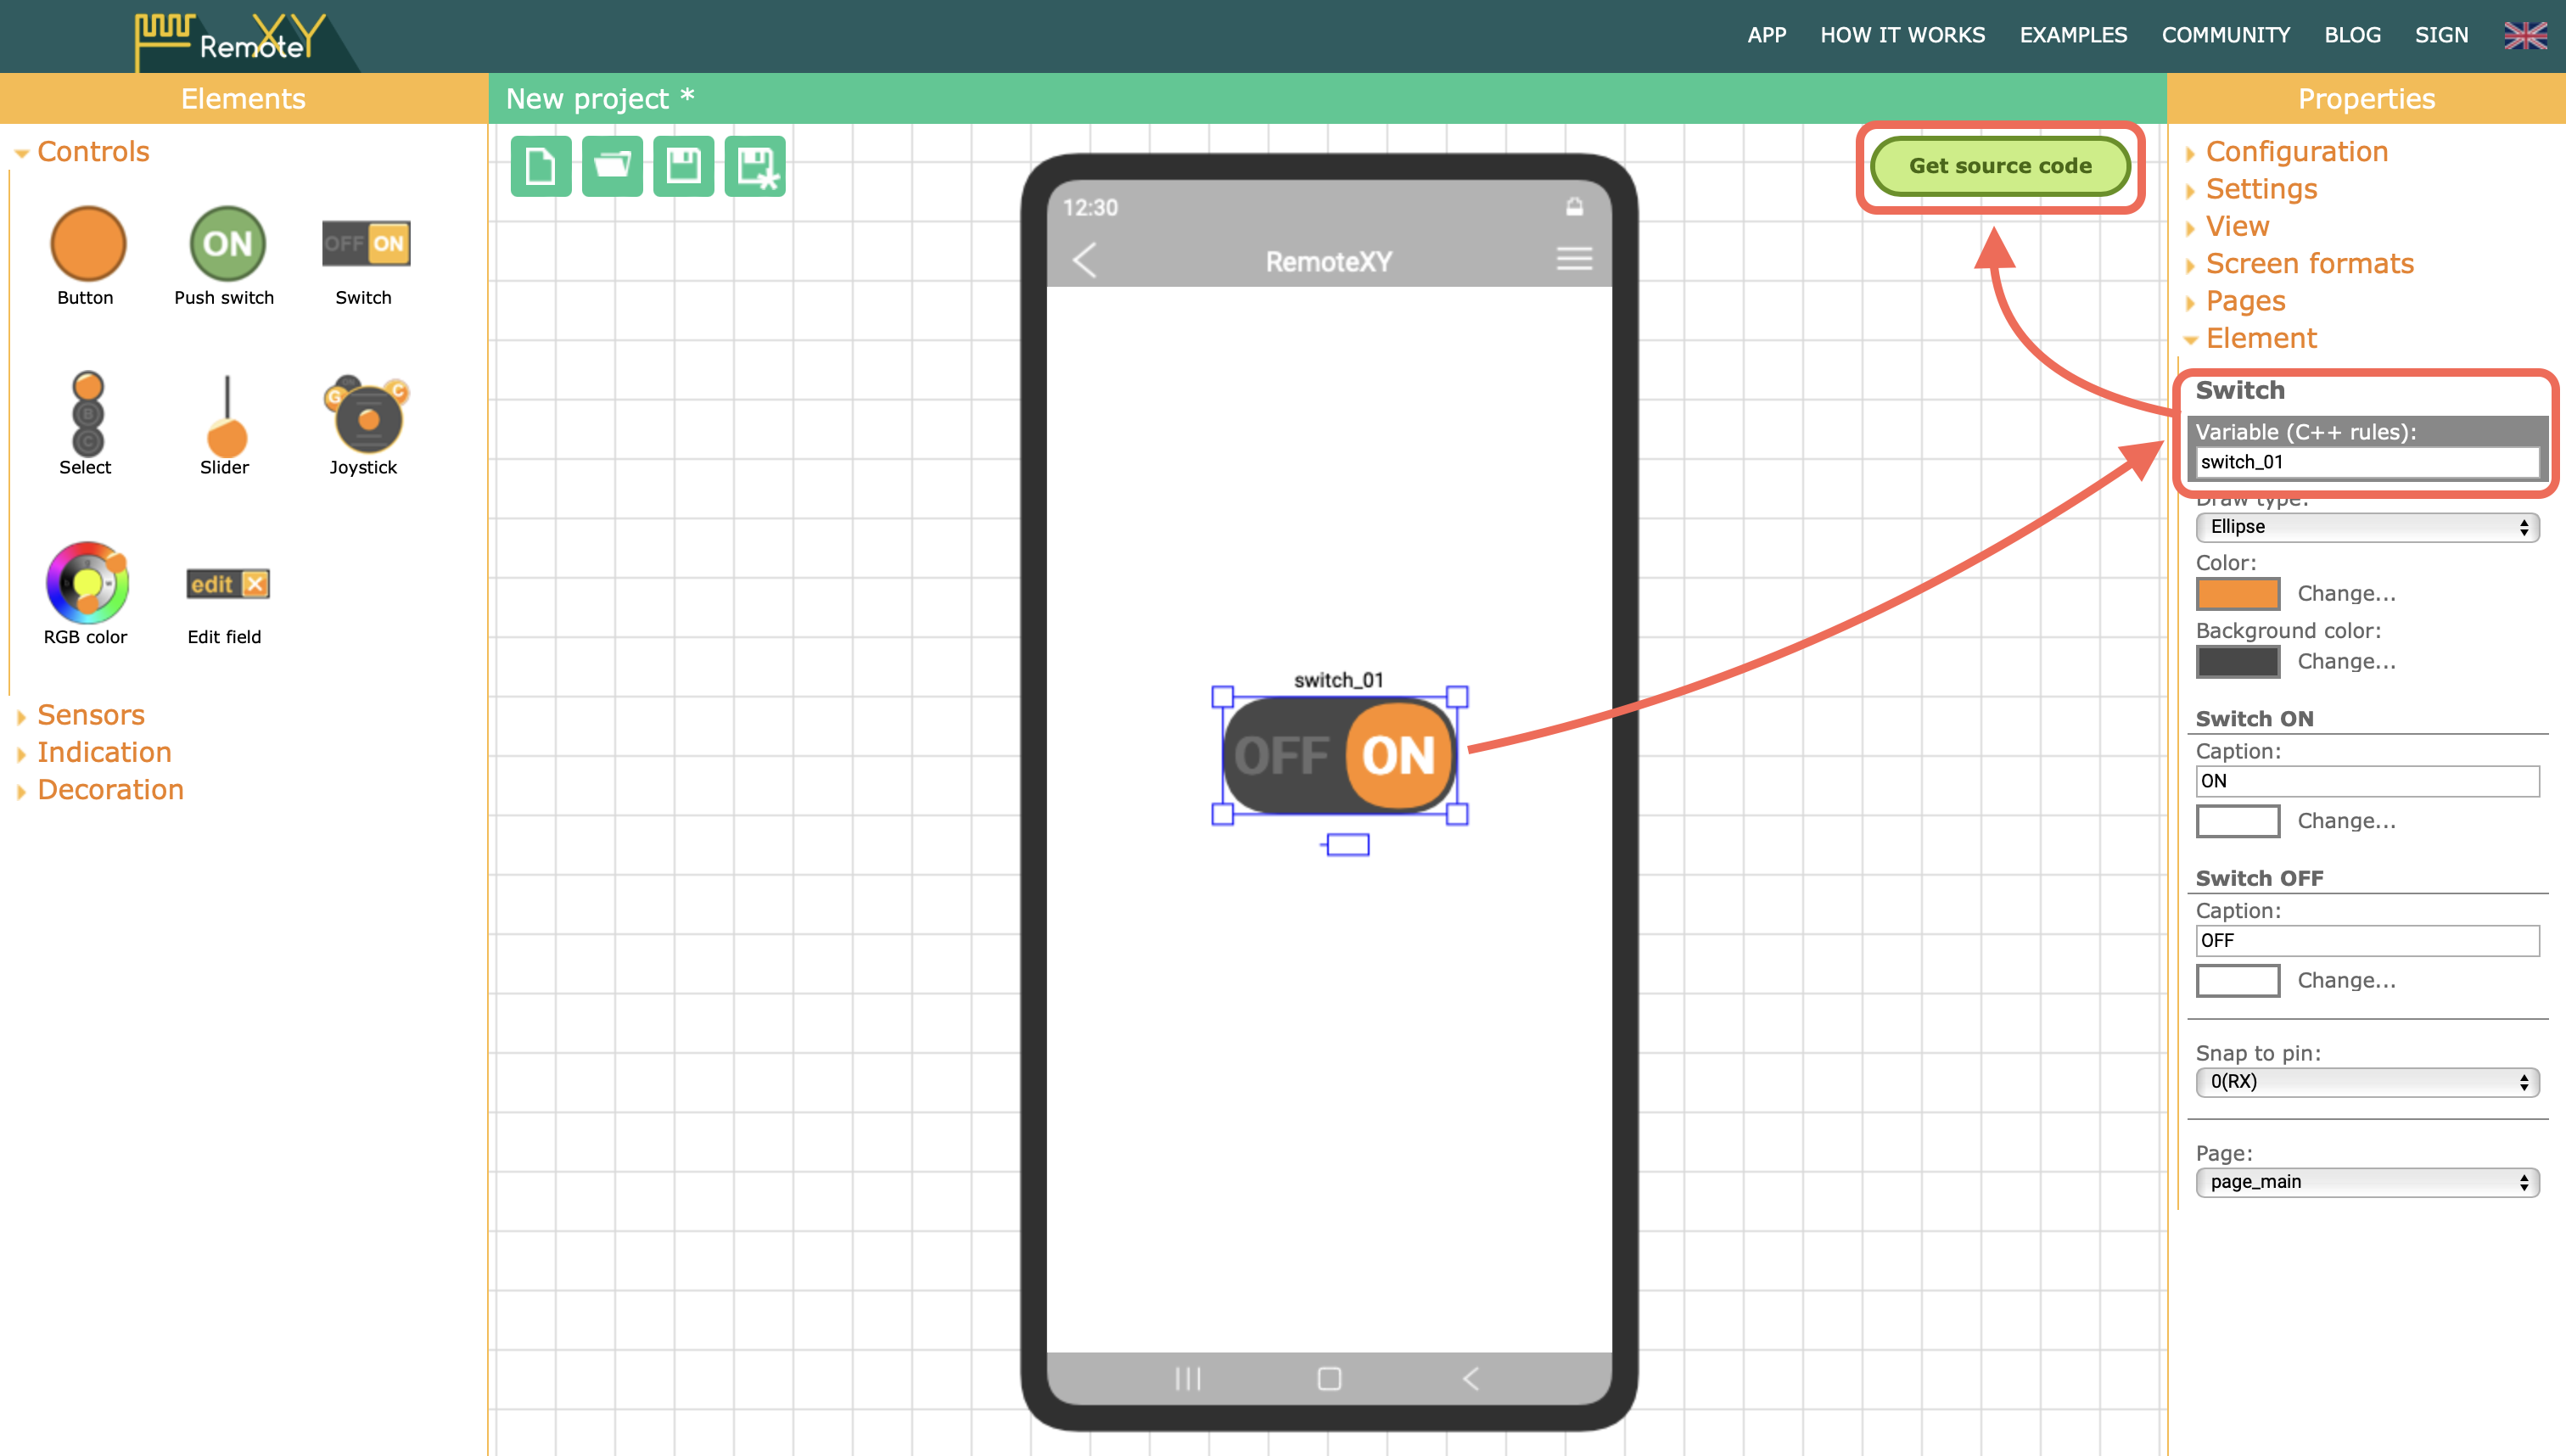 RemoteXY
APP HOW IT WORKS EXAMPLES COMMUNITY BLOG SIGN
Elements
New project *
Properties
Controls
ON
OFF ON
Button
Push switch
Switch
B
C
G
C
Select
Slider
Joystick
edit
RGB color
Edit field
Sensors
Indication
Decoration
12:30
RemoteXY
switch_01
OFF ON
Get source code
Configuration
Settings
View
Screen formats
Pages
Element
Switch
Variable (C++ rules):
switch_01
Draw type:
Ellipse
Color:
Change...
Background color:
Change...
Switch ON
Caption:
ON
Change...
Switch OFF
Caption:
OFF
Change...
Snap to pin:
0(RX)
Page:
page_main